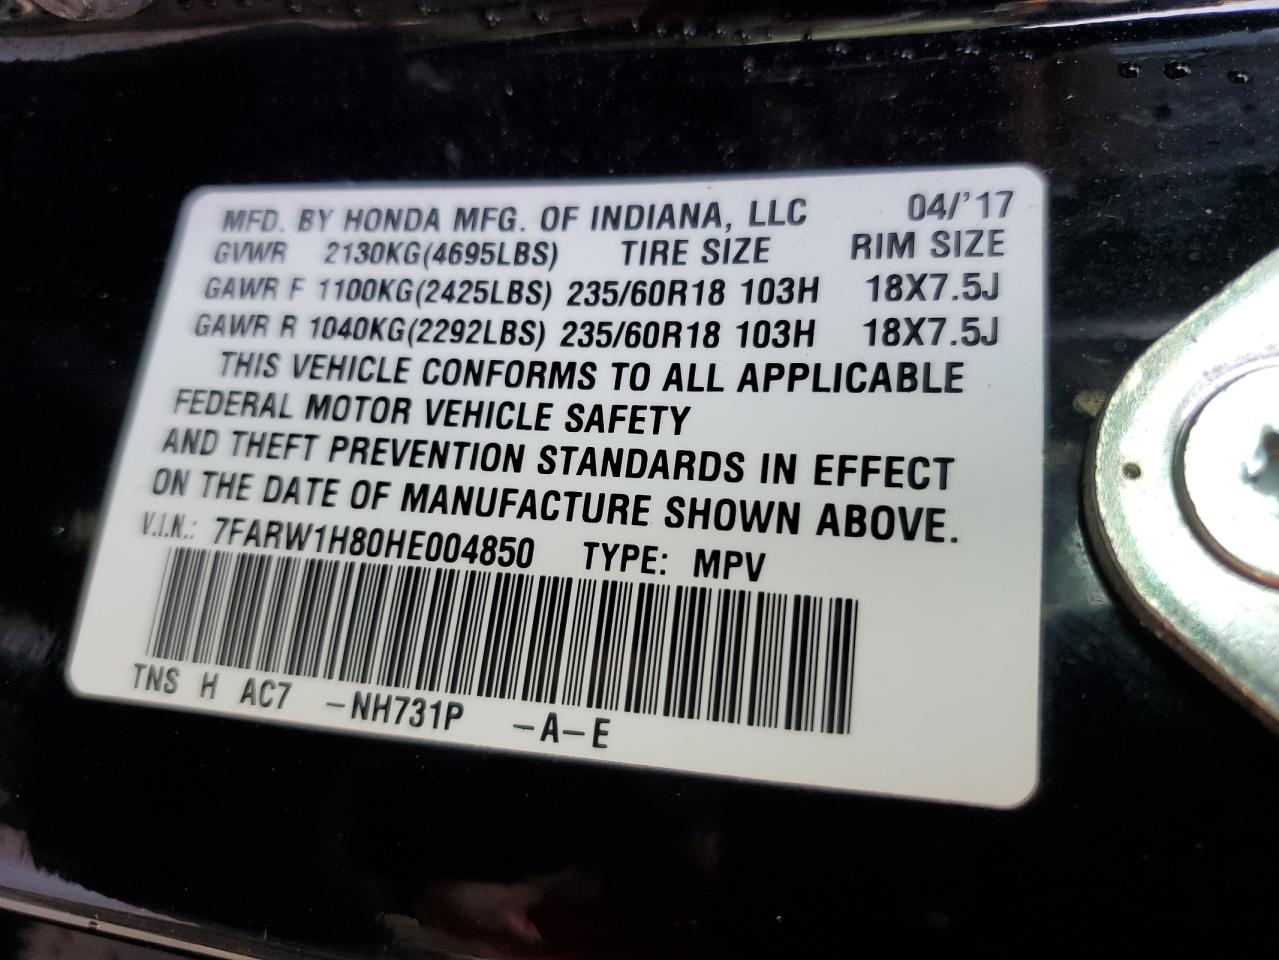 MFD. BY HONDA MFG. OF INDIANA, LLC 04/'17
GVWR 2130KG(4695LBS) TIRE SIZE RIM SIZE
GAWR F 1100KG(2425LBS) 235/60R18 103H 18X7.5J
GAWR R 1040KG(2292LBS) 235/60R18 103H 18X7.5J
THIS VEHICLE CONFORMS TO ALL APPLICABLE
FEDERAL MOTOR VEHICLE SAFETY
AND THEFT PREVENTION STANDARDS IN EFFECT
ON THE DATE OF MANUFACTURE SHOWN ABOVE.
V.I.N.: 7FARW1H80HE004850 TYPE: MPV
TNS H AC7 -NH731P -A-E